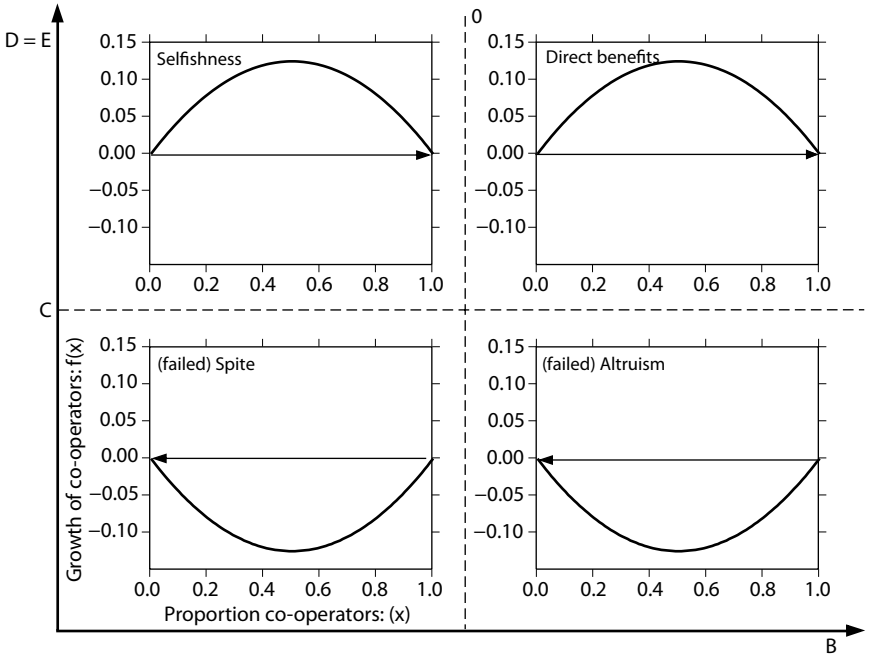 D = E
0
Selfishness
0.15
0.10
0.05
0.00
−0.05
−0.10
0.0 0.2 0.4 0.6 0.8 1.0
Direct benefits
0.15
0.10
0.05
0.00
−0.05
−0.10
0.0 0.2 0.4 0.6 0.8 1.0
C
Growth of co-operators: f(x)
(failed) Spite
0.15
0.10
0.05
0.00
−0.05
−0.10
0.0 0.2 0.4 0.6 0.8 1.0
Proportion co-operators: (x)
(failed) Altruism
0.15
0.10
0.05
0.00
−0.05
−0.10
0.0 0.2 0.4 0.6 0.8 1.0
B